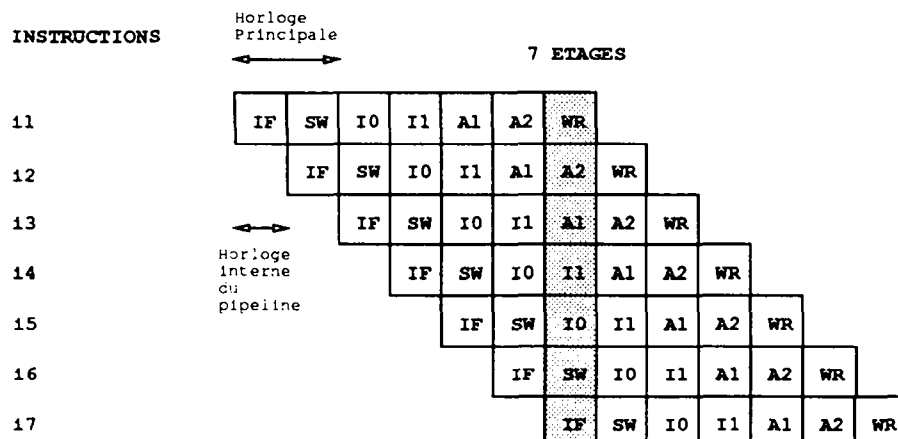 INSTRUCTIONS
Horloge
Principale
7 ETAGES
i1 IF SW I0 I1 A1 A2 WR
i2 IF SW I0 I1 A1 A2 WR
i3 IF SW I0 I1 A1 A2 WR
Horloge
interne
du
pipeline
i4 IF SW I0 I1 A1 A2 WR
i5 IF SW I0 I1 A1 A2 WR
i6 IF SW I0 I1 A1 A2 WR
i7 IF SW I0 I1 A1 A2 WR